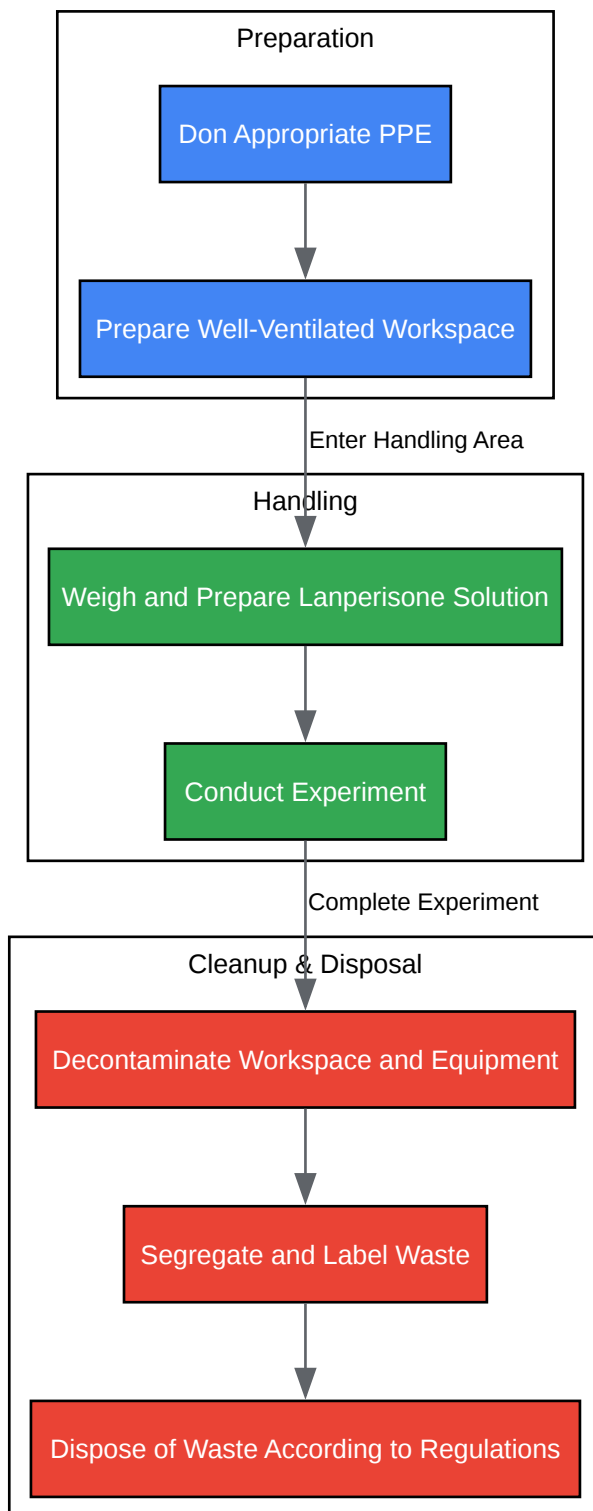 Preparation
Don Appropriate PPE
Prepare Well-Ventilated Workspace
Enter Handling Area
Handling
Weigh and Prepare Lanperisone Solution
Conduct Experiment
Complete Experiment
Cleanup & Disposal
Decontaminate Workspace and Equipment
Segregate and Label Waste
Dispose of Waste According to Regulations